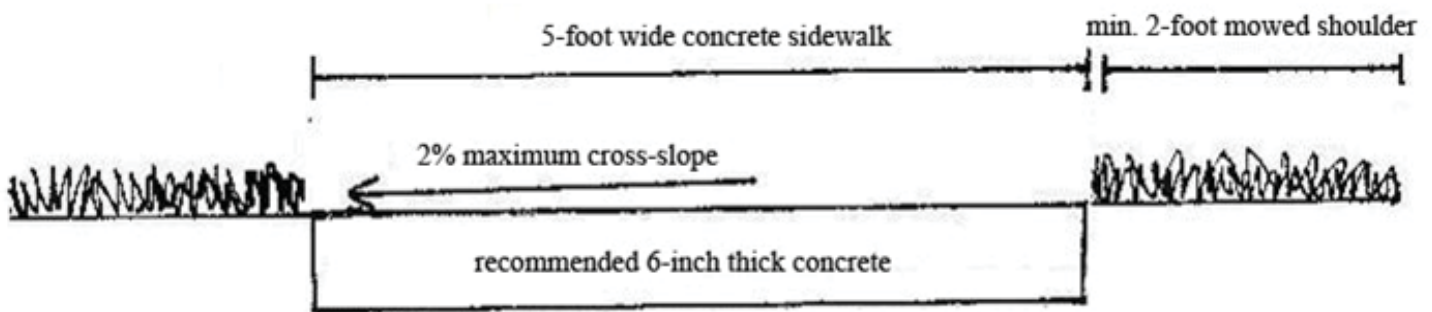 5-foot wide concrete sidewalk
min. 2-foot mowed shoulder
2% maximum cross-slope
recommended 6-inch thick concrete